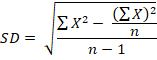 SD = √((∑X² − (∑X)²/n)/(n − 1))